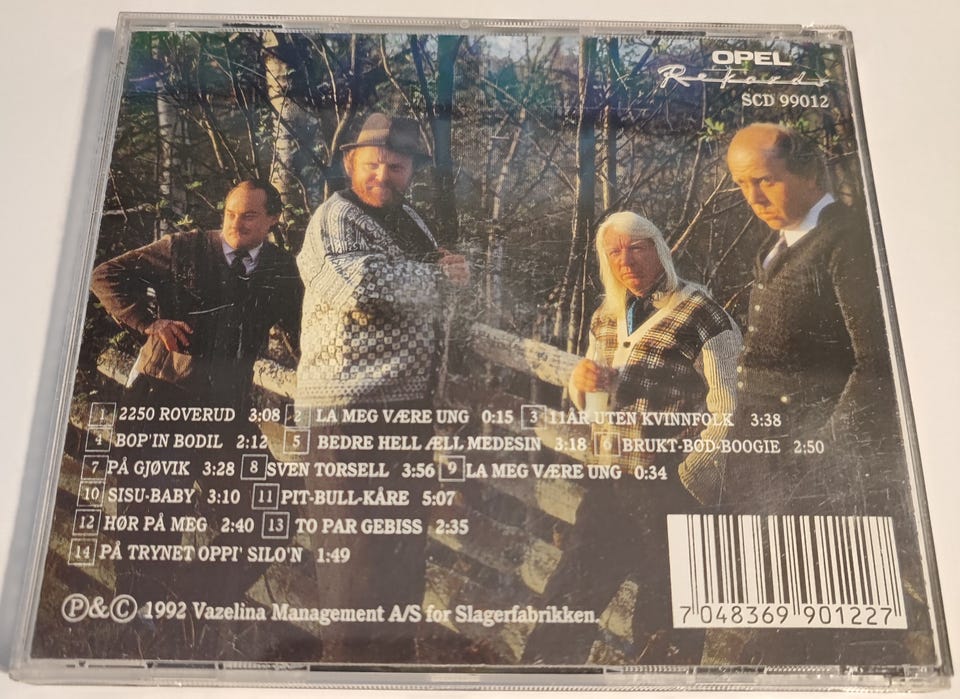 OPEL
Rekords
SCD 99012
1 2250 ROVERUD 3:08 2 LA MEG VÆRE UNG 0:15 3 11ÅR UTEN KVINNFOLK 3:38
4 BOP'IN BODIL 2:12 5 BEDRE HELL ÆLL MEDESIN 3:18 6 BRUKT-BOD-BOOGIE 2:50
7 PÅ GJØVIK 3:28 8 SVEN TORSELL 3:56 9 LA MEG VÆRE UNG 0:34
10 SISU-BABY 3:10 11 PIT-BULL-KÅRE 5:07
12 HØR PÅ MEG 2:40 13 TO PAR GEBISS 2:35
14 PÅ TRYNET OPPI' SILO'N 1:49
Ⓟ&© 1992 Vazelina Management A/S for Slagerfabrikken.
7 048369 901227